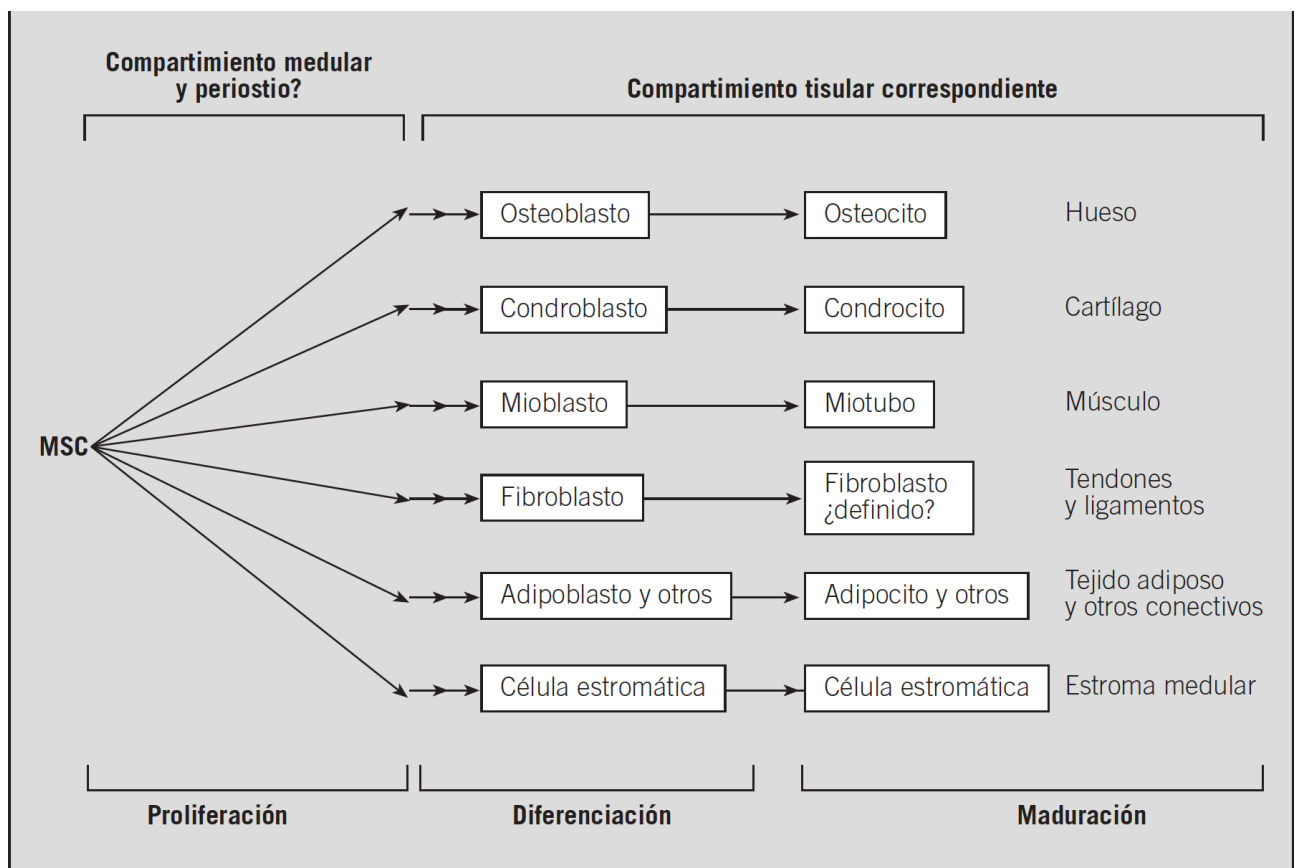 Compartimiento medular
y periostio?
Compartimiento tisular correspondiente
Osteoblasto
Osteocito
Hueso
Condroblasto
Condrocito
Cartílago
Mioblasto
Miotubo
Músculo
MSC
Fibroblasto
Fibroblasto
¿definido?
Tendones
y ligamentos
Adipoblasto y otros
Adipocito y otros
Tejido adiposo
y otros conectivos
Célula estromática
Célula estromática
Estroma medular
Proliferación
Diferenciación
Maduración